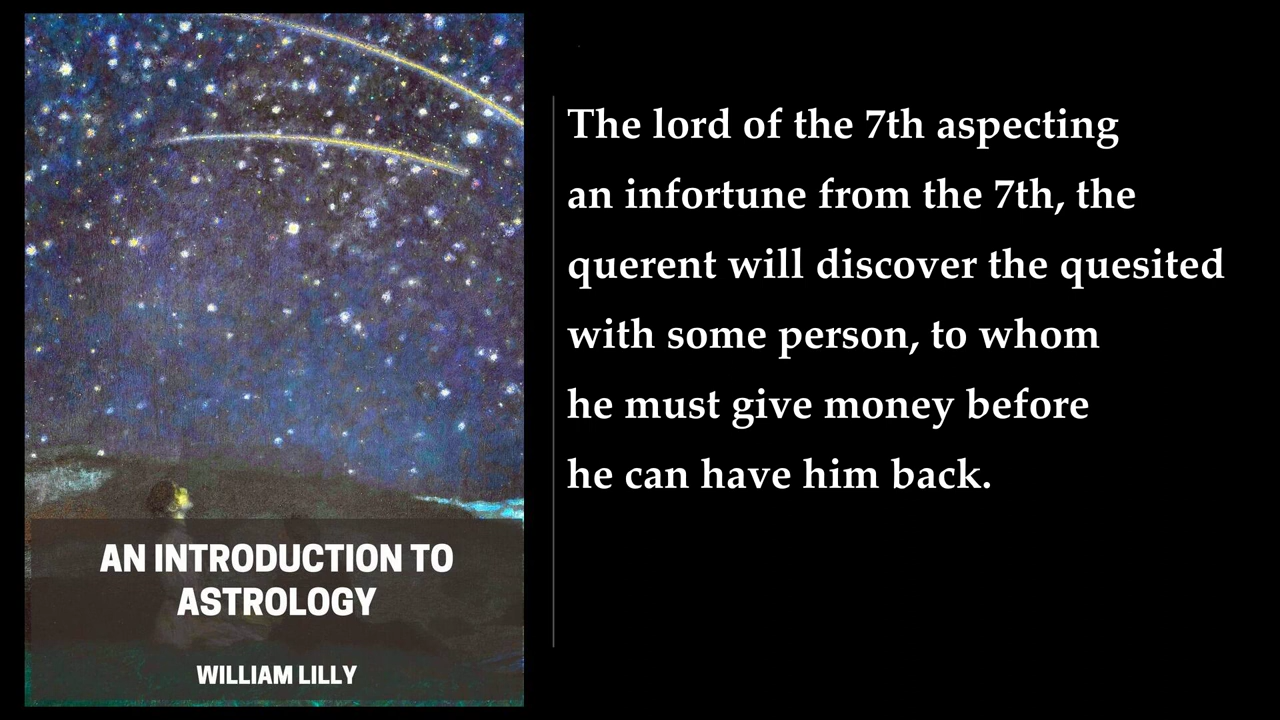 AN INTRODUCTION TO
ASTROLOGY
WILLIAM LILLY
The lord of the 7th aspecting
an infortune from the 7th, the
querent will discover the quesited
with some person, to whom
he must give money before
he can have him back.